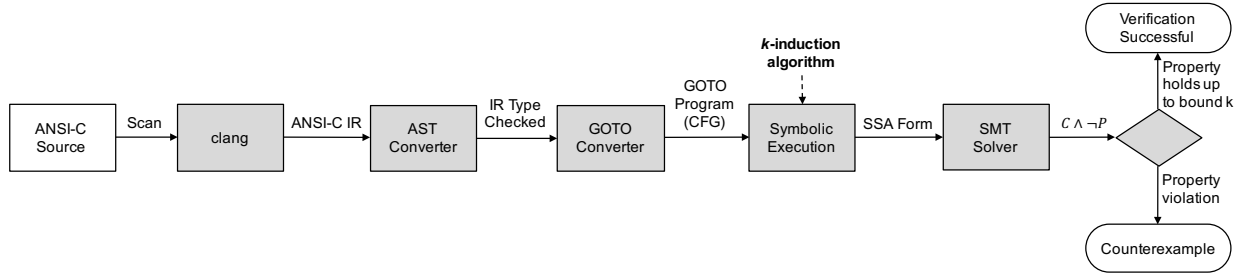 ANSI-C
Source
Scan
clang
ANSI-C IR
AST
Converter
IR Type
Checked
GOTO
Converter
GOTO
Program
(CFG)
k-induction
algorithm
Symbolic
Execution
SSA Form
SMT
Solver
C ∧ ¬P
Verification
Successful
Property
holds up
to bound k
Property
violation
Counterexample